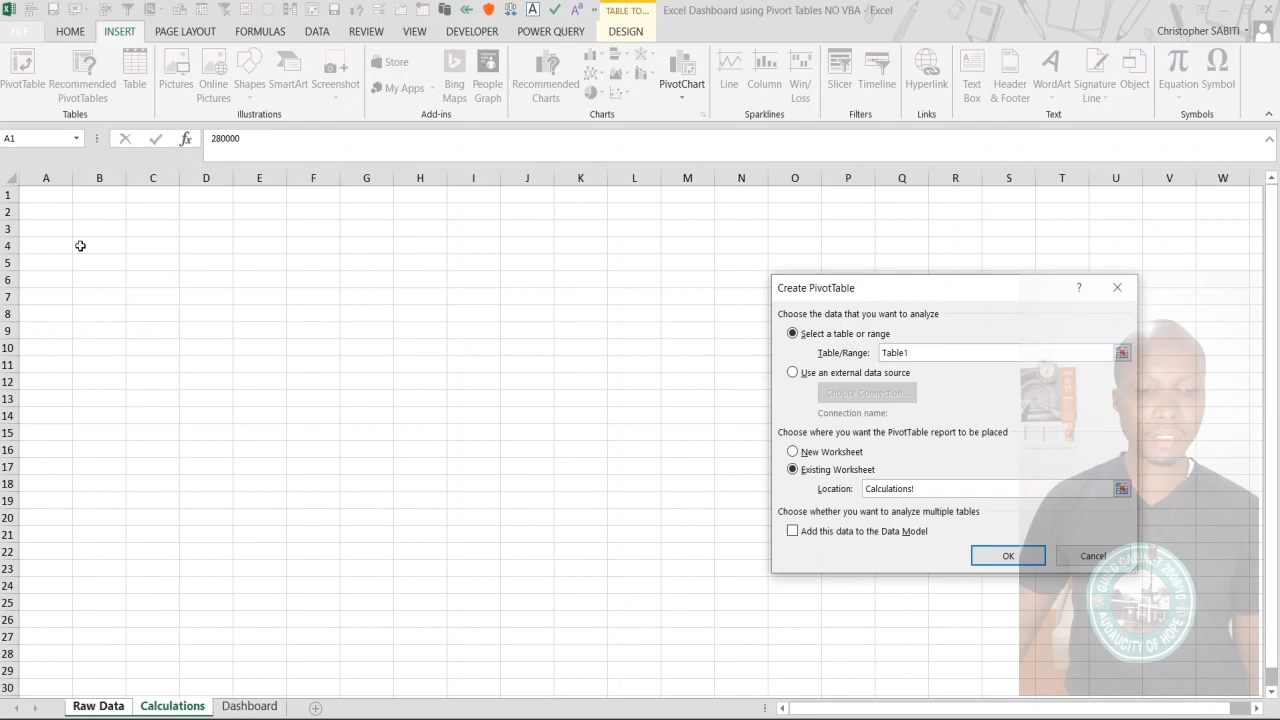 TABLE TO...
Excel Dashboard using Pivort Tables NO VBA - Excel
FILE HOME INSERT PAGE LAYOUT FORMULAS DATA REVIEW VIEW DEVELOPER POWER QUERY DESIGN
Christopher SABITI
PivotTable Recommended PivotTables Table
Pictures Online Pictures Shapes SmartArt Screenshot
Store
My Apps
Bing Maps People Graph
Recommended Charts
PivotChart
Line Column Win/ Loss
Slicer Timeline
Hyperlink
Text Box Header & Footer WordArt Signature Line Object
Equation Symbol
Tables Illustrations Add-ins Charts Sparklines Filters Links Text Symbols
A1 fx 280000
A B C D E F G H I J K L M N O P Q R S T U V W
1
2
3
4
5
6
7
8
9
10
11
12
13
14
15
16
17
18
19
20
21
22
23
24
25
26
27
28
29
30
Create PivotTable ?
Choose the data that you want to analyze
Select a table or range
Table/Range: Table1
Use an external data source
Choose Connection...
Connection name:
Choose where you want the PivotTable report to be placed
New Worksheet
Existing Worksheet
Location: Calculations!
Choose whether you want to analyze multiple tables
Add this data to the Data Model
OK Cancel
GUILD CABINET 2009/10
AUDACITY OF HOPE
Raw Data Calculations Dashboard